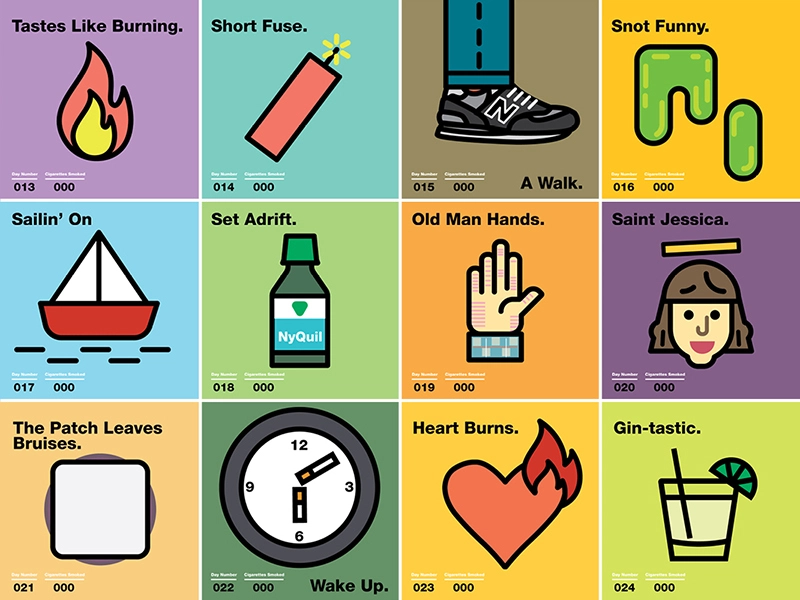 Tastes Like Burning.
Day Number Cigarettes Smoked
013 000
Short Fuse.
Day Number Cigarettes Smoked
014 000
N
Day Number Cigarettes Smoked
015 000
A Walk.
Snot Funny.
Day Number Cigarettes Smoked
016 000
Sailin’ On
Day Number Cigarettes Smoked
017 000
Set Adrift.
NyQuil
Day Number Cigarettes Smoked
018 000
Old Man Hands.
Day Number Cigarettes Smoked
019 000
Saint Jessica.
Day Number Cigarettes Smoked
020 000
The Patch Leaves
Bruises.
Day Number Cigarettes Smoked
021 000
12
9 3
6
Day Number Cigarettes Smoked
022 000
Wake Up.
Heart Burns.
Day Number Cigarettes Smoked
023 000
Gin-tastic.
Day Number Cigarettes Smoked
024 000